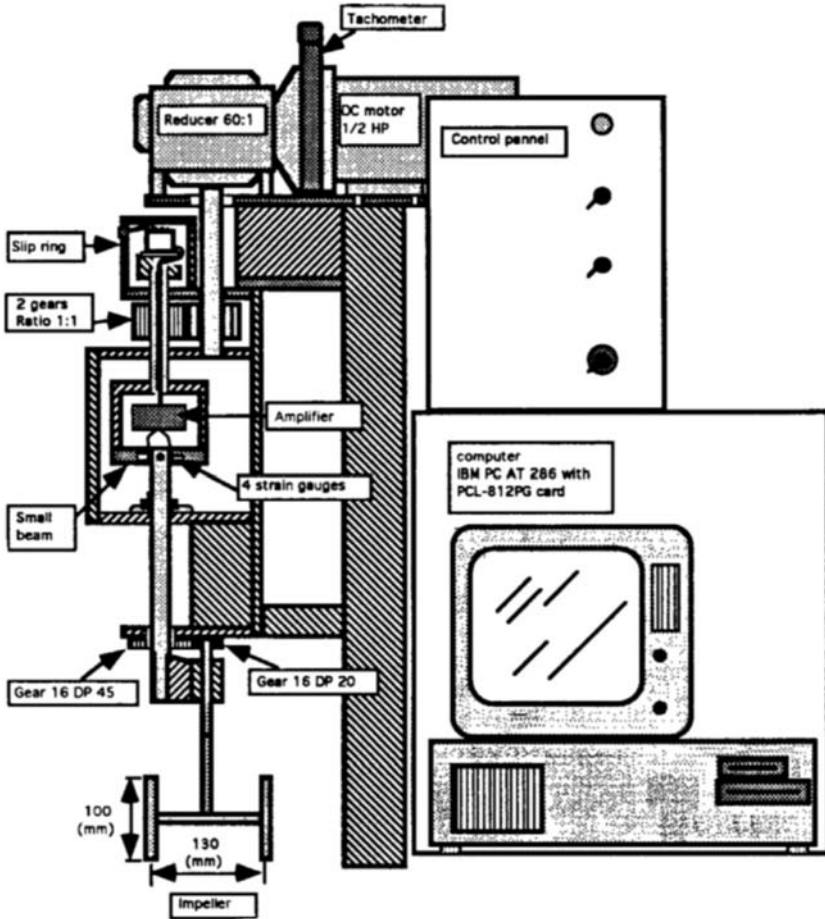 Tachometer
Reducer 60:1
DC motor
1/2 HP
Control pannel
Slip ring
2 gears
Ratio 1:1
Amplifier
computer
IBM PC AT 286 with
PCL-812PG card
4 strain gauges
Small
beam
Gear 16 DP 45
Gear 16 DP 20
100
(mm)
130
(mm)
Impeller